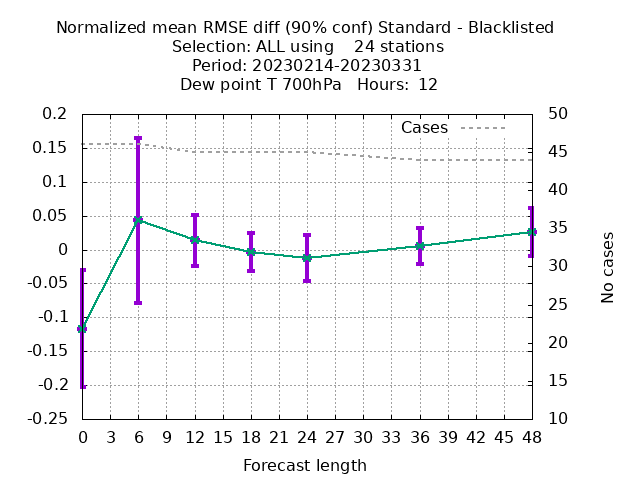 Normalized mean RMSE diff (90% conf) Standard - Blacklisted
Selection: ALL using    24 stations
Period: 20230214-20230331
Dew point T 700hPa   Hours:  12
Cases
0.2
0.15
0.1
0.05
0
-0.05
-0.1
-0.15
-0.2
-0.25
50
45
40
35
30
25
20
15
10
No cases
0 3 6 9 12 15 18 21 24 27 30 33 36 39 42 45 48
Forecast length